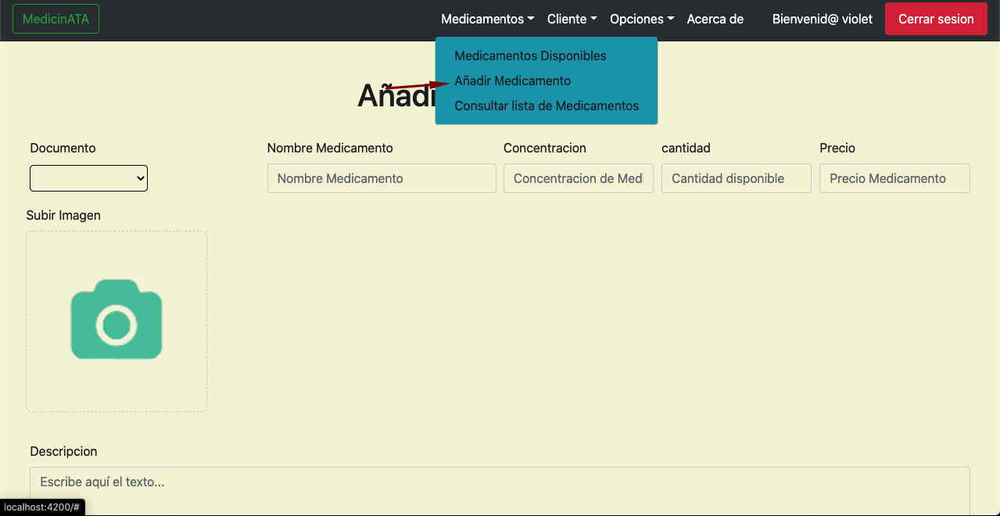 MedicinATA Medicamentos Cliente Opciones Acerca de Bienvenid@ violet Cerrar sesion
Medicamentos Disponibles
Añadir Medicamento
Consultar lista de Medicamentos
Añadi
Documento Nombre Medicamento Concentracion cantidad Precio
Nombre Medicamento Concentracion de Medi Cantidad disponible Precio Medicamento
Subir Imagen
Descripcion
Escribe aquí el texto...
localhost:4200/#